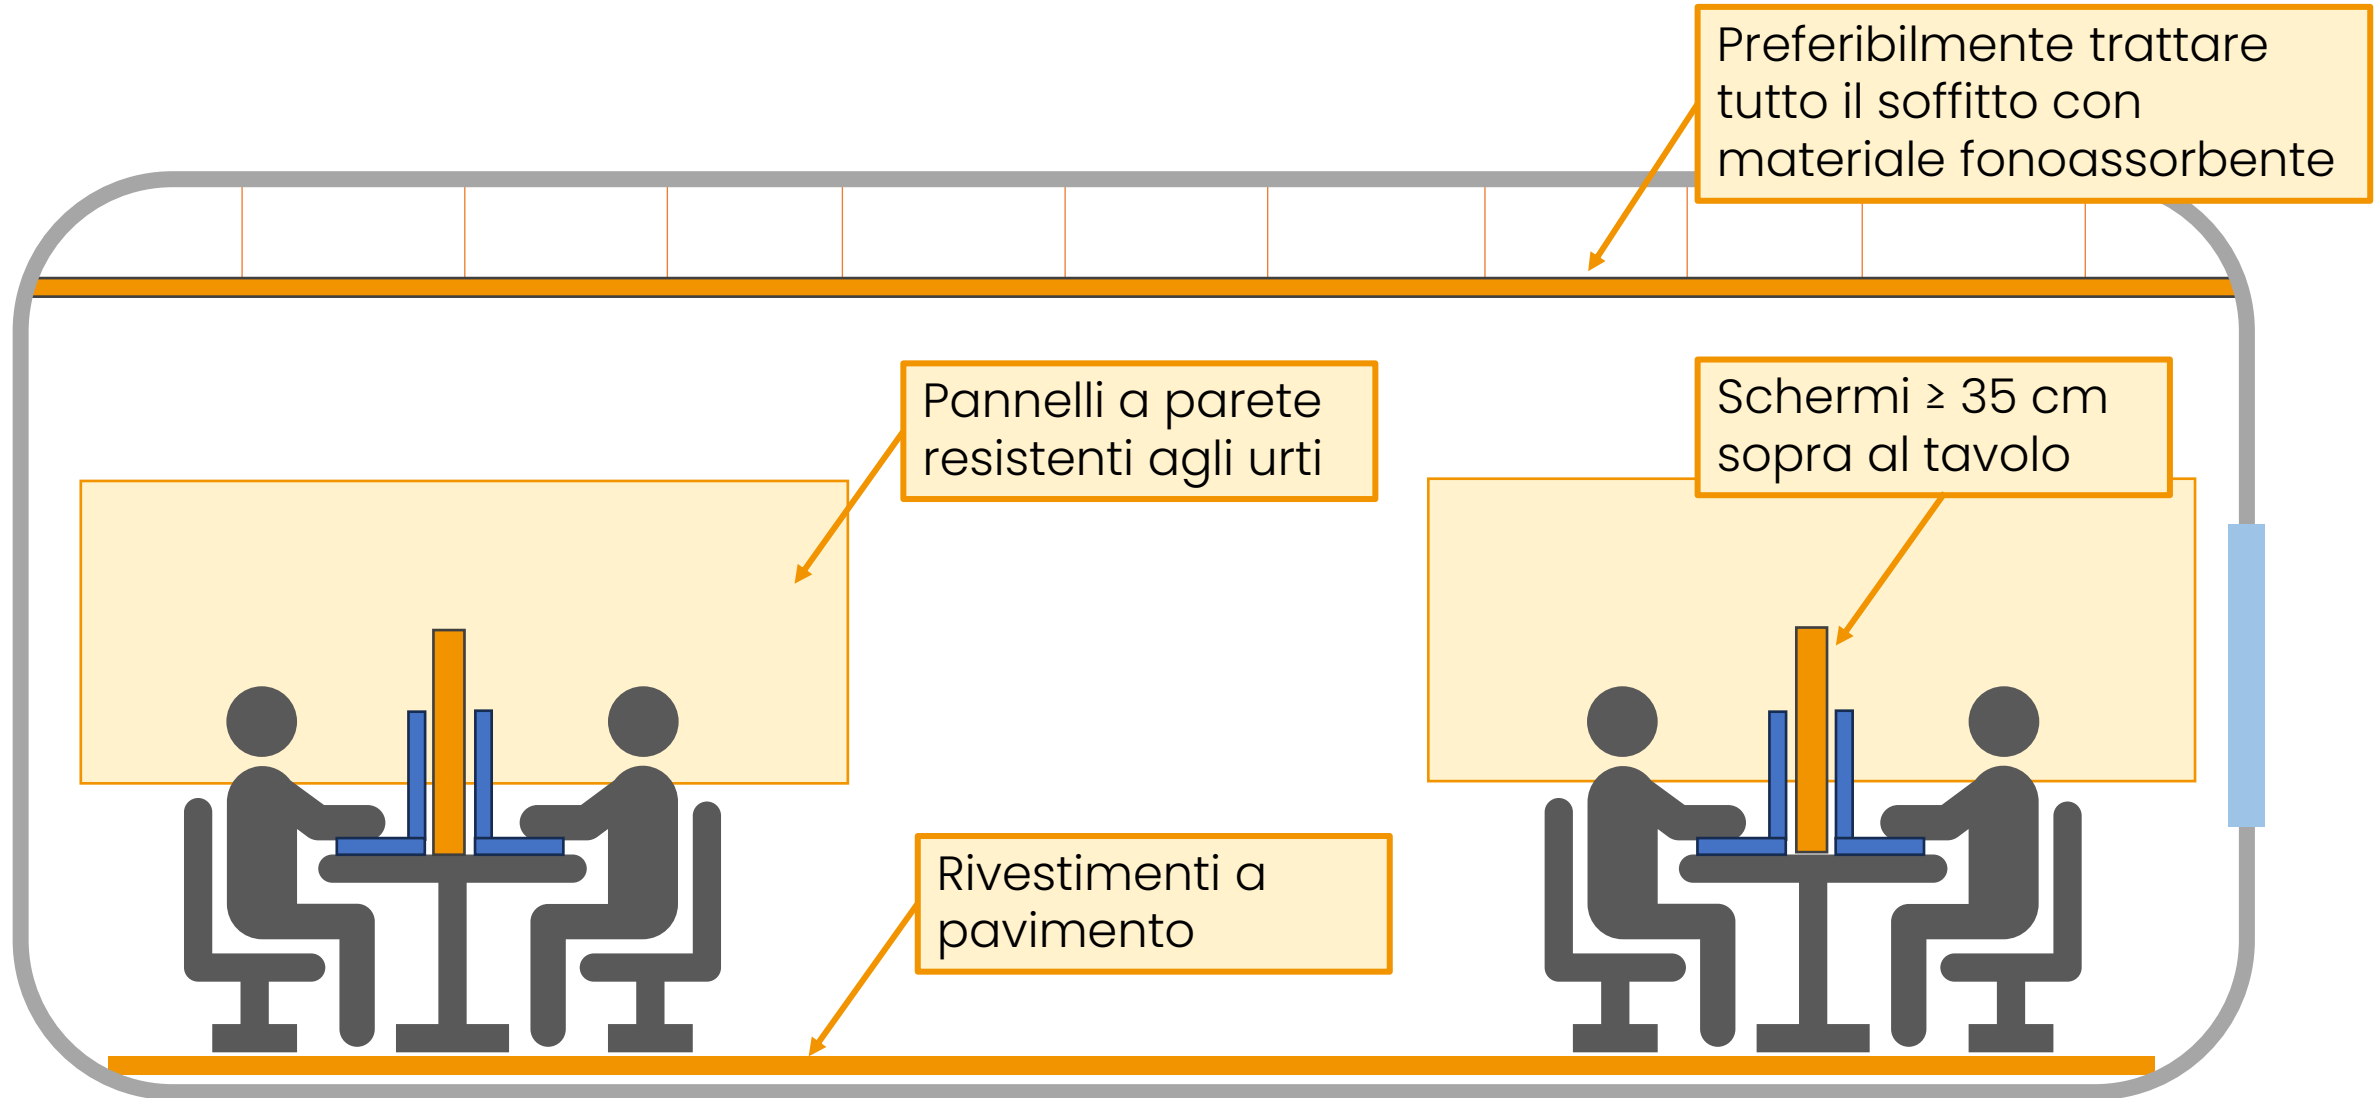 Preferibilmente trattare
tutto il soffitto con
materiale fonoassorbente
Pannelli a parete
resistenti agli urti
Schermi ≥ 35 cm
sopra al tavolo
Rivestimenti a
pavimento